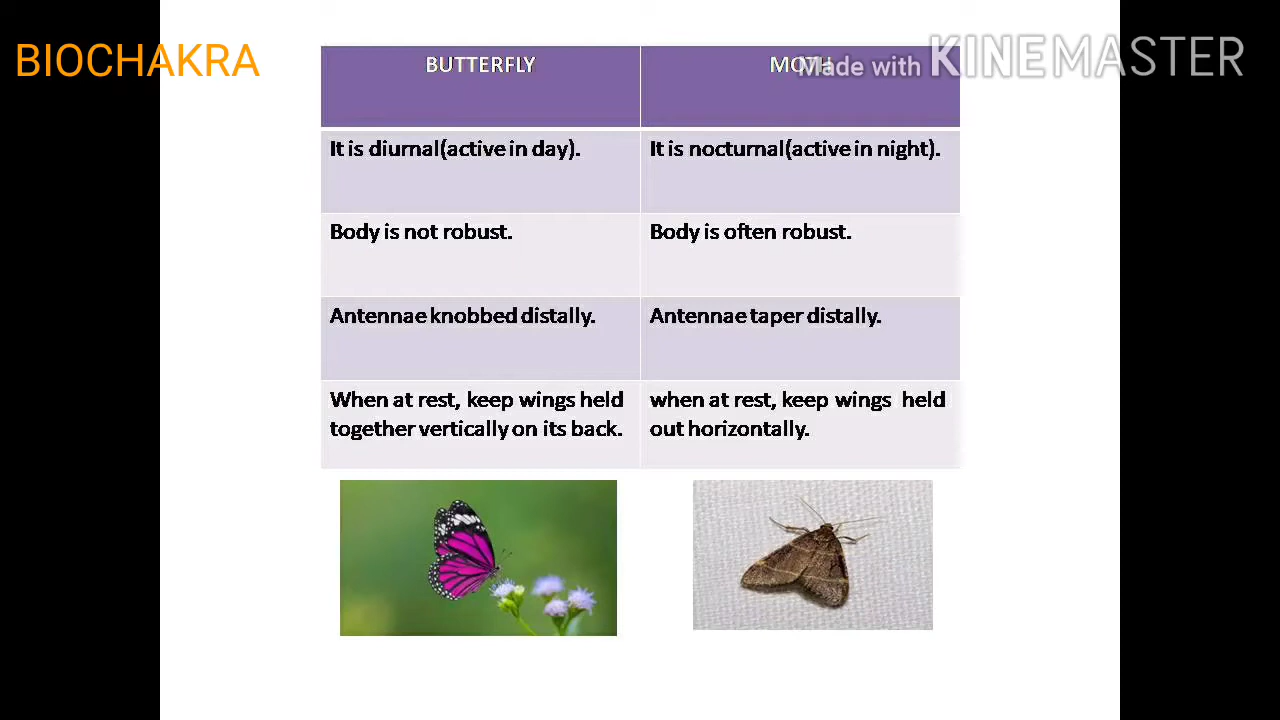 BIOCHAKRA
Made with KINEMASTER
BUTTERFLY
MOTH
It is diurnal(active in day).
It is nocturnal(active in night).
Body is not robust.
Body is often robust.
Antennae knobbed distally.
Antennae taper distally.
When at rest, keep wings held
together vertically on its back.
when at rest, keep wings held
out horizontally.